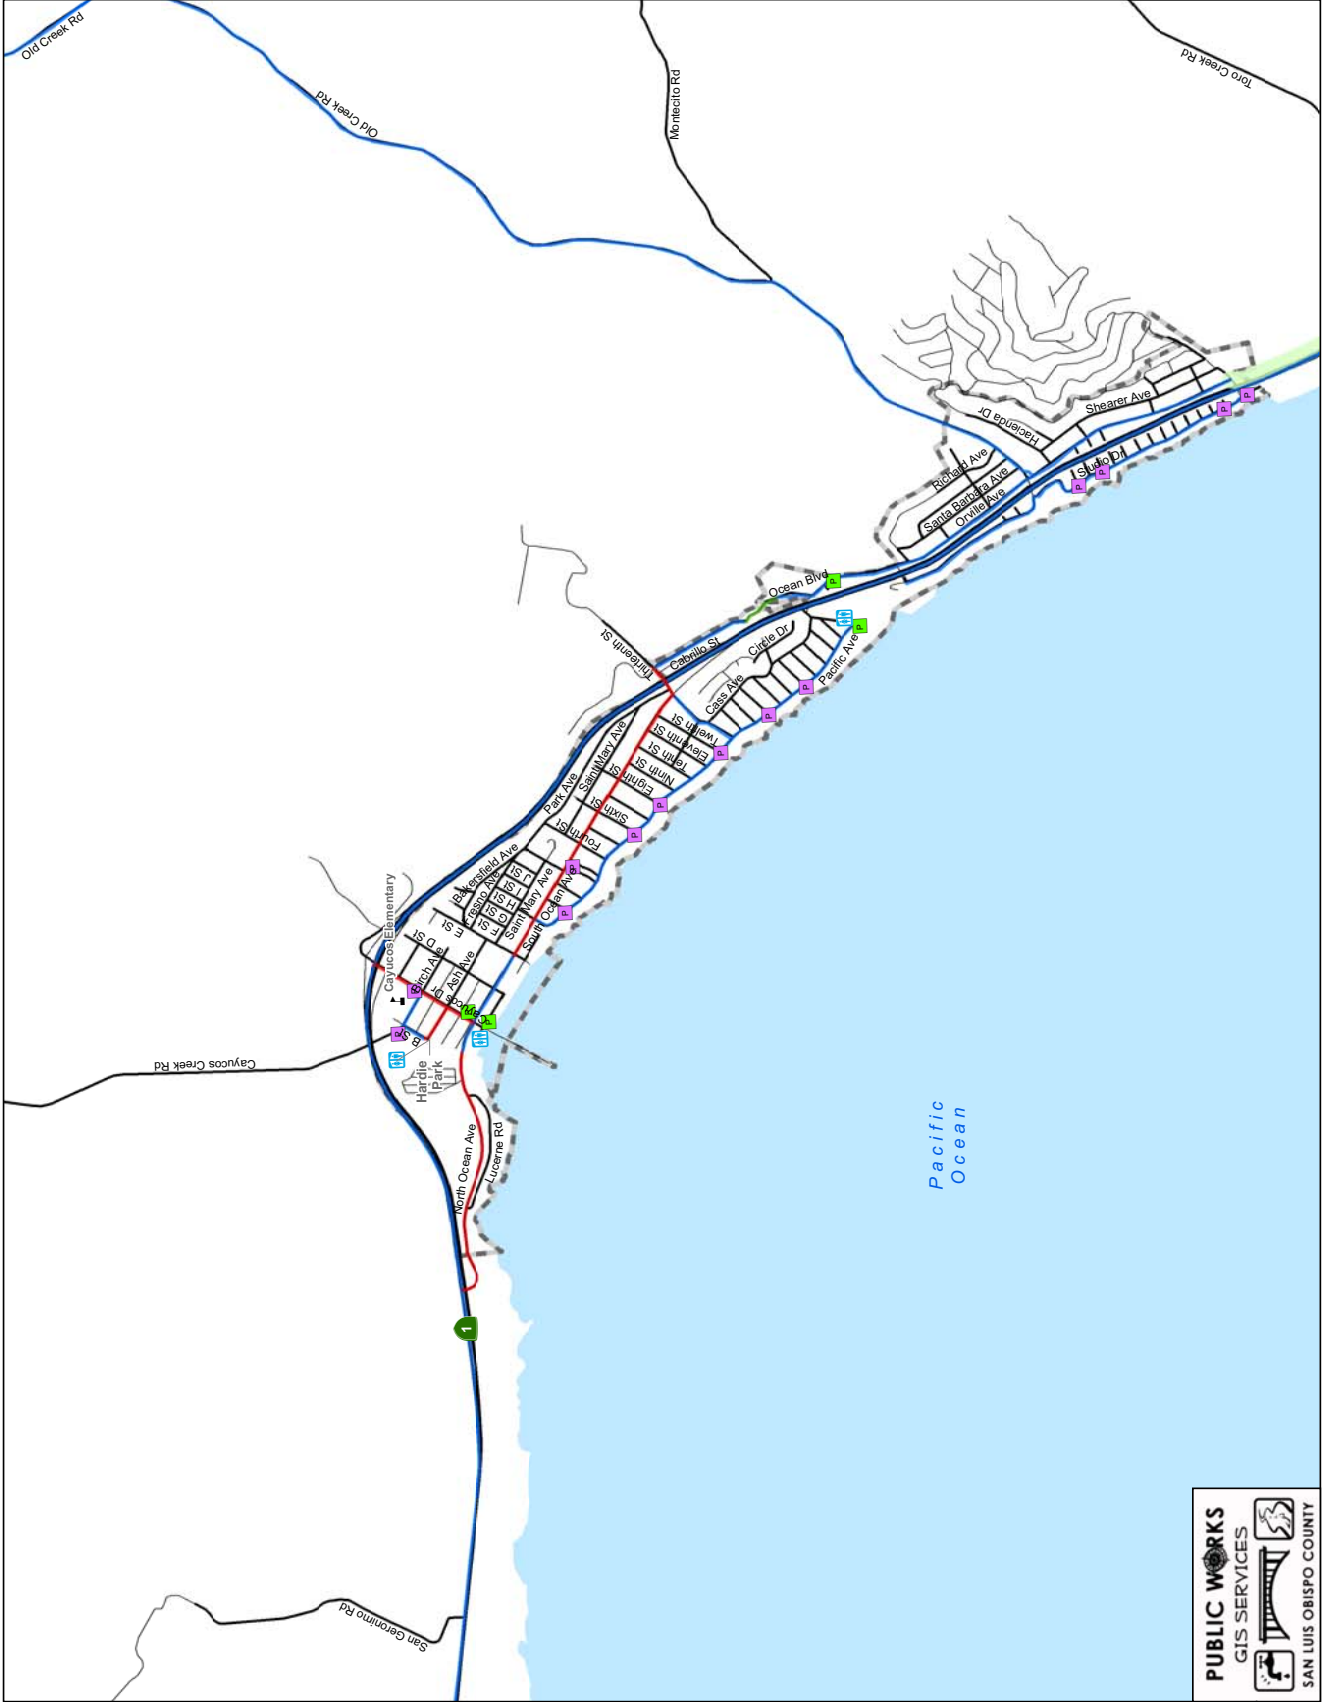 Old Creek Rd
Old Creek Rd
Montecito Rd
Toro Creek Rd
Hacienda Dr
Shearer Ave
Richard Ave
Santa Barbara Ave
Orville Ave
Studio Dr
P
P
P
P
Ocean Blvd
P
P
Thirteenth St
Cabrillo St
Circle Dr
Pacific Ave
Cass Ave
P
P
P
Twelfth St
Eleventh St
Tenth St
Ninth St
Eighth St
Sixth St
Fourth St
Saint Mary Ave
Park Ave
P
P
P
P
Bakersfield Ave
Fresno Ave
J St
I St
H St
G St
F St
E St
D St
Saint Mary Ave
South Ocean Ave
Cayucos Elementary
Birch Ave
Ash Ave
Cayucos Dr
B St
P
P
P
P
Hardie
Park
Cayucos Creek Rd
North Ocean Ave
Lucerne Rd
1
San Geronimo Rd
Pacific
Ocean
PUBLIC WORKS
GIS SERVICES
SAN LUIS OBISPO COUNTY